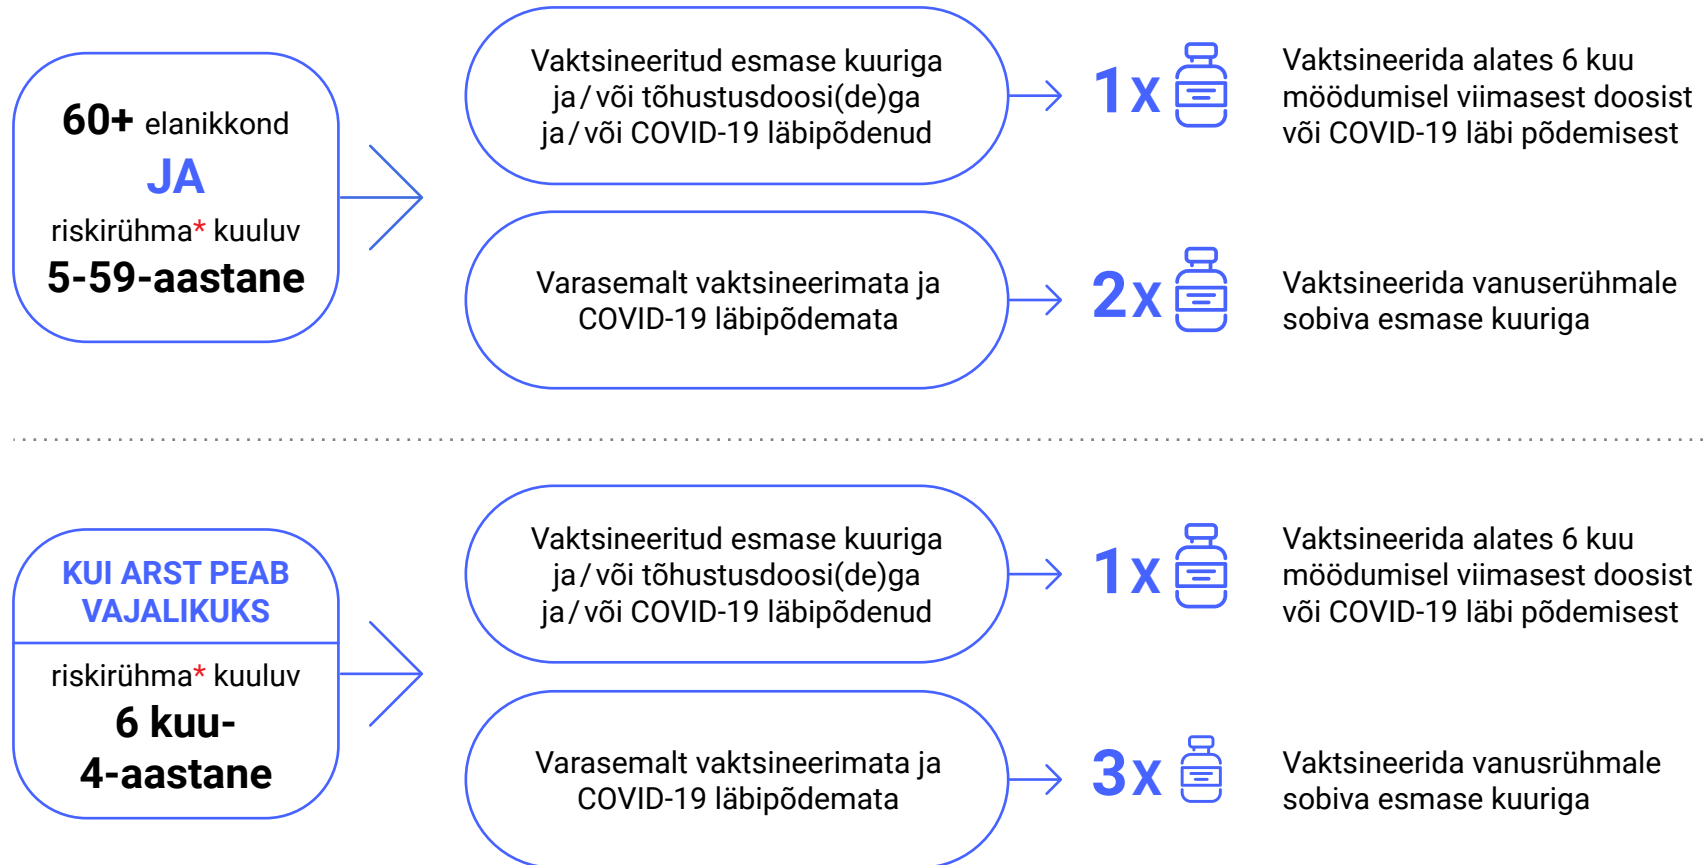 60+ elanikkond
JA
riskirühma* kuuluv
5-59-aastane
Vaktsineeritud esmase kuuriga
ja/või tõhustusdoosi(de)ga
ja/või COVID-19 läbipõdenud
1x
Vaktsineerida alates 6 kuu
möödumisel viimasest doosist
või COVID-19 läbi põdemisest
Varasemalt vaktsineerimata ja
COVID-19 läbipõdemata
2x
Vaktsineerida vanuserühmale
sobiva esmase kuuriga
KUI ARST PEAB
VAJALIKUKS
riskirühma* kuuluv
6 kuu-
4-aastane
Vaktsineeritud esmase kuuriga
ja/või tõhustusdoosi(de)ga
ja/või COVID-19 läbipõdenud
1x
Vaktsineerida alates 6 kuu
möödumisel viimasest doosist
või COVID-19 läbi põdemisest
Varasemalt vaktsineerimata ja
COVID-19 läbipõdemata
3x
Vaktsineerida vanusrühmale
sobiva esmase kuuriga